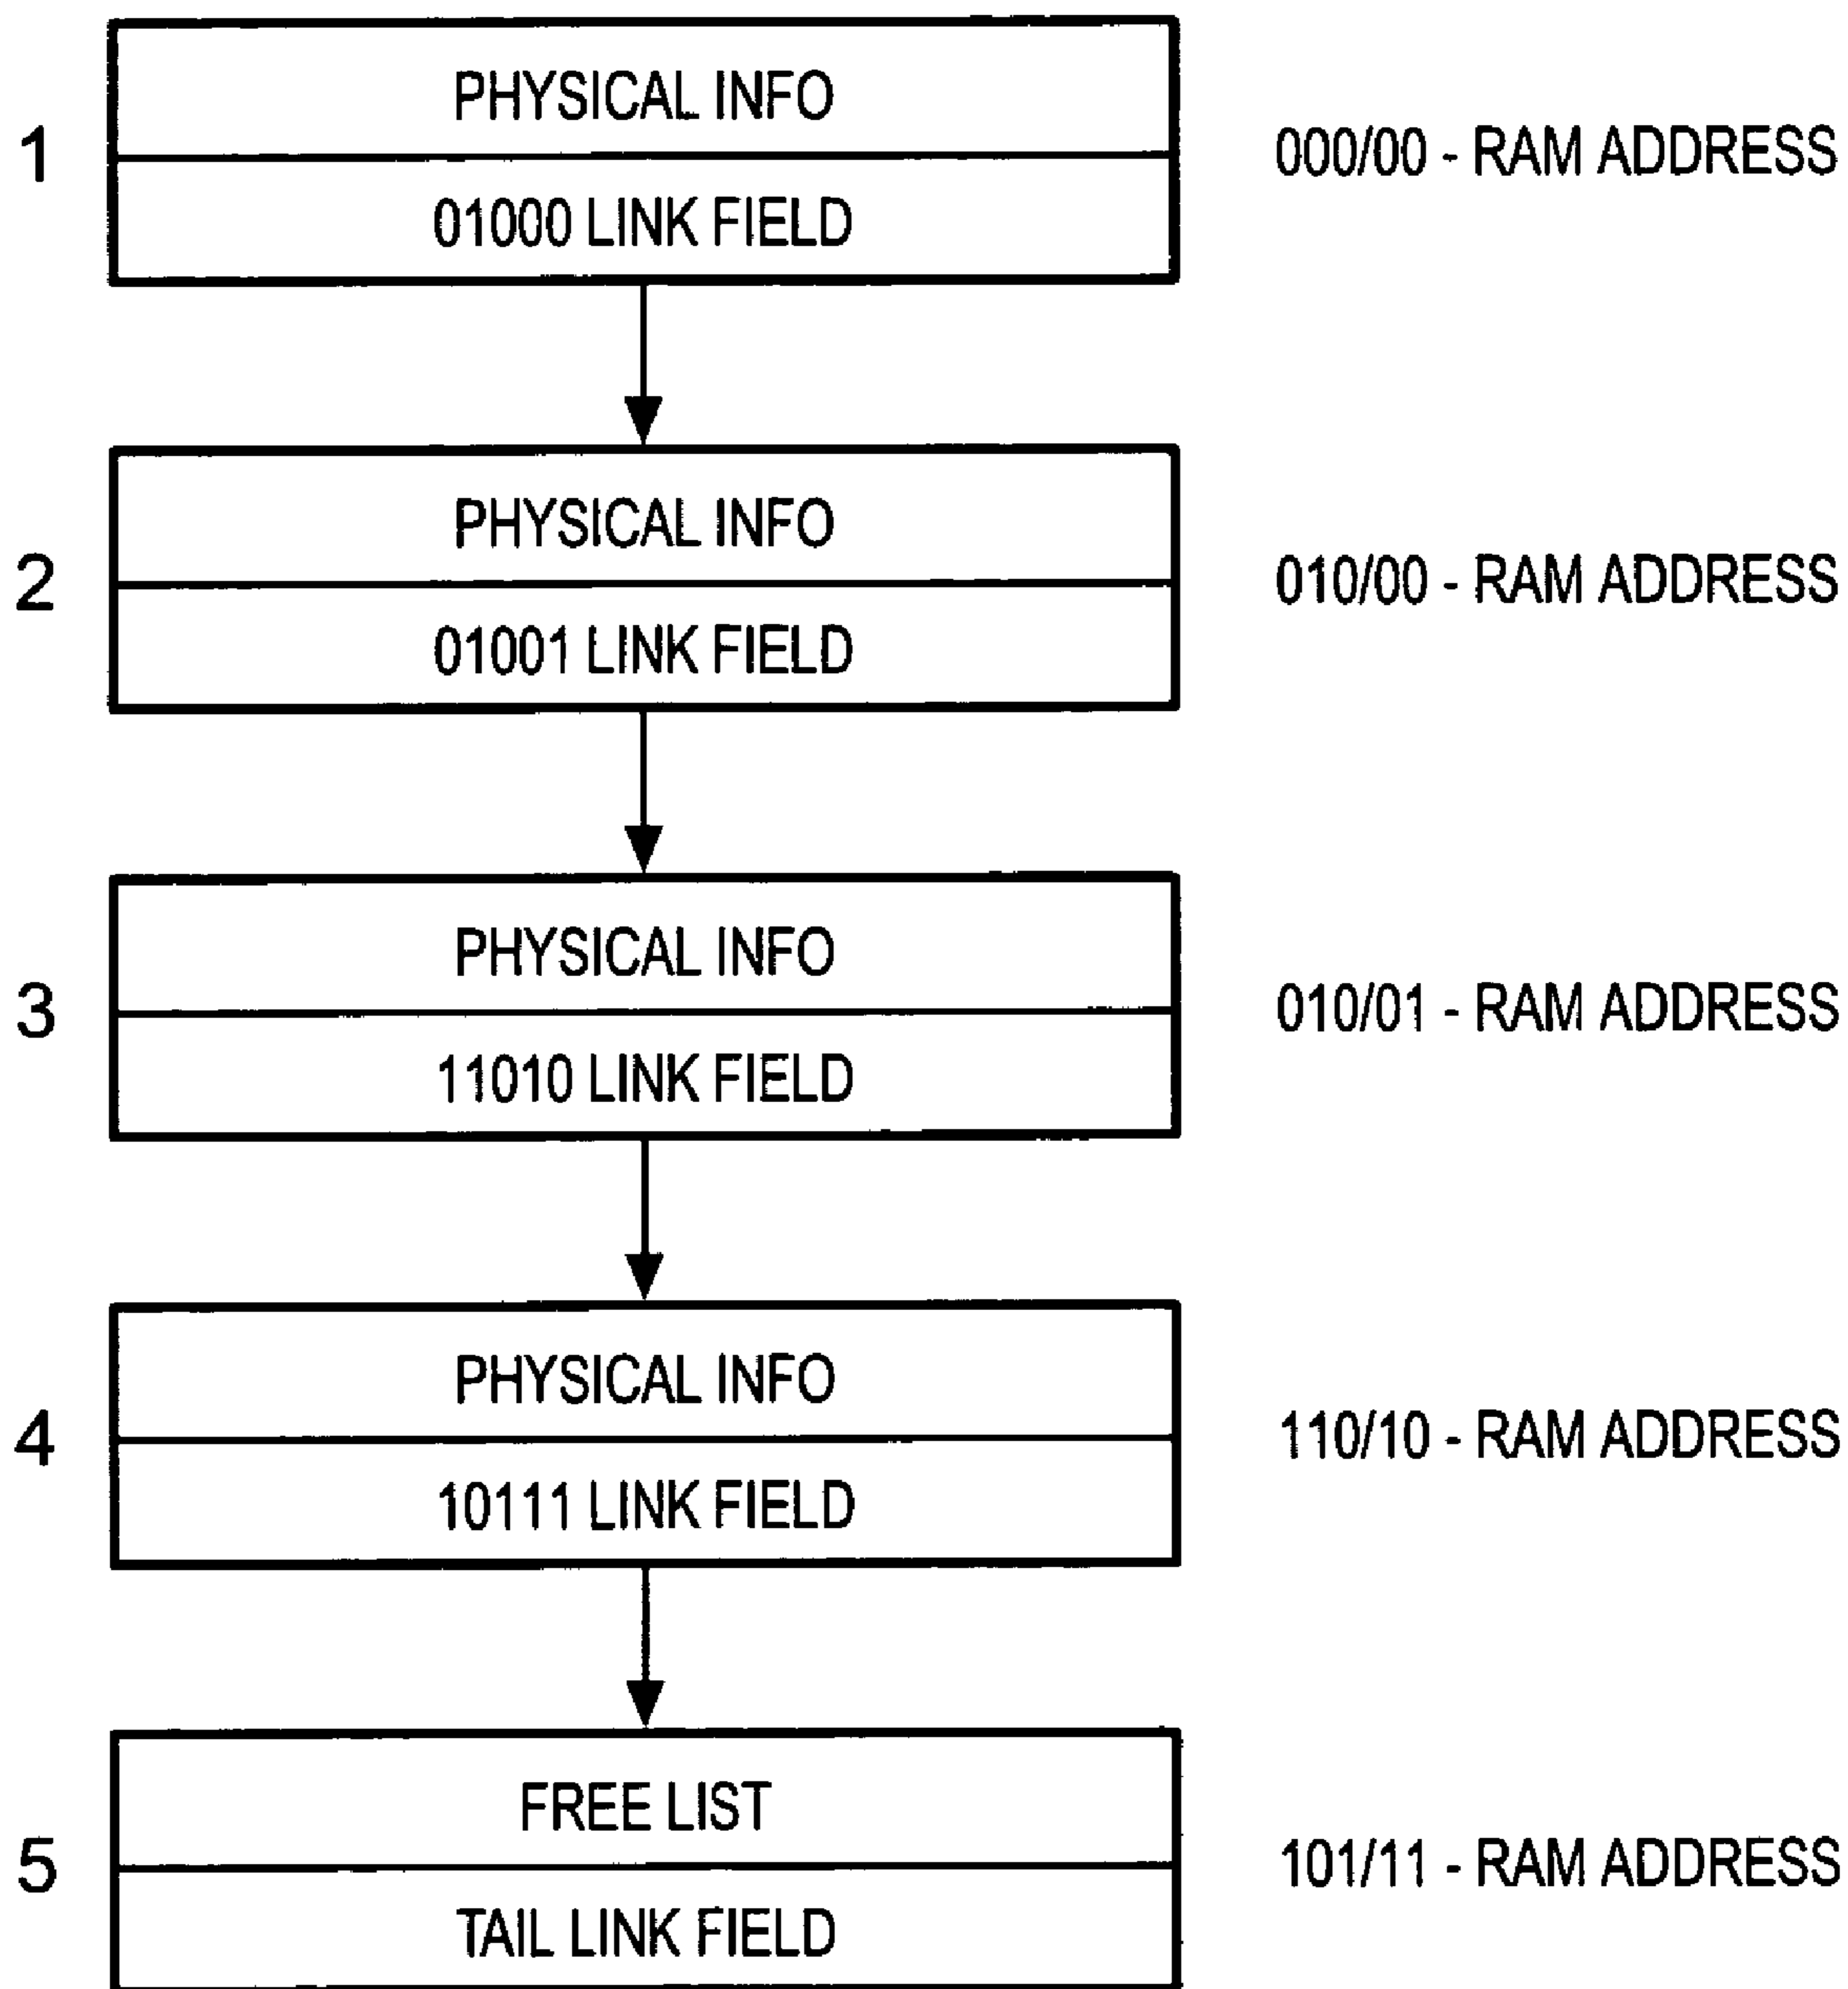 PHYSICAL INFO
1
000/00 - RAM ADDRESS
01000 LINK FIELD
PHYSICAL INFO
2
010/00 - RAM ADDRESS
01001 LINK FIELD
PHYSICAL INFO
3
010/01 - RAM ADDRESS
11010 LINK FIELD
PHYSICAL INFO
4
110/10 - RAM ADDRESS
10111 LINK FIELD
FREE LIST
5
101/11 - RAM ADDRESS
TAIL LINK FIELD